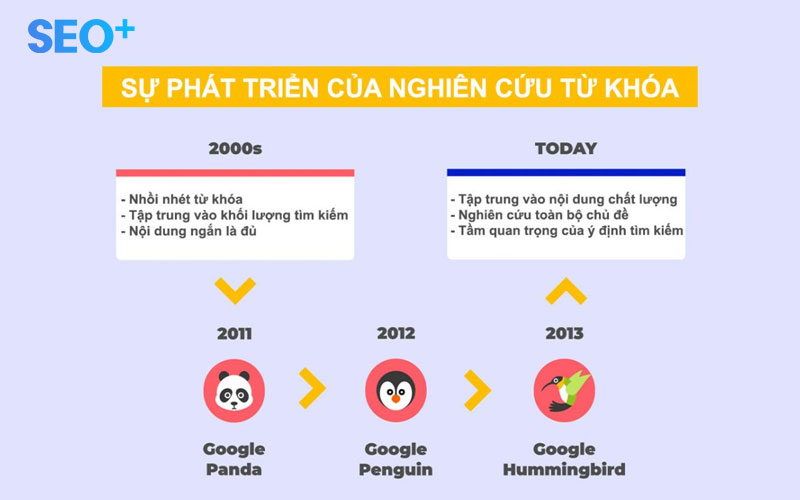 SEO+
SỰ PHÁT TRIỂN CỦA NGHIÊN CỨU TỪ KHÓA
2000s
- Nhồi nhét từ khóa
- Tập trung vào khối lượng tìm kiếm
- Nội dung ngắn là đủ
TODAY
- Tập trung vào nội dung chất lượng
- Nghiên cứu toàn bộ chủ đề
- Tầm quan trọng của ý định tìm kiếm
2011
Google
Panda
2012
Google
Penguin
2013
Google
Hummingbird